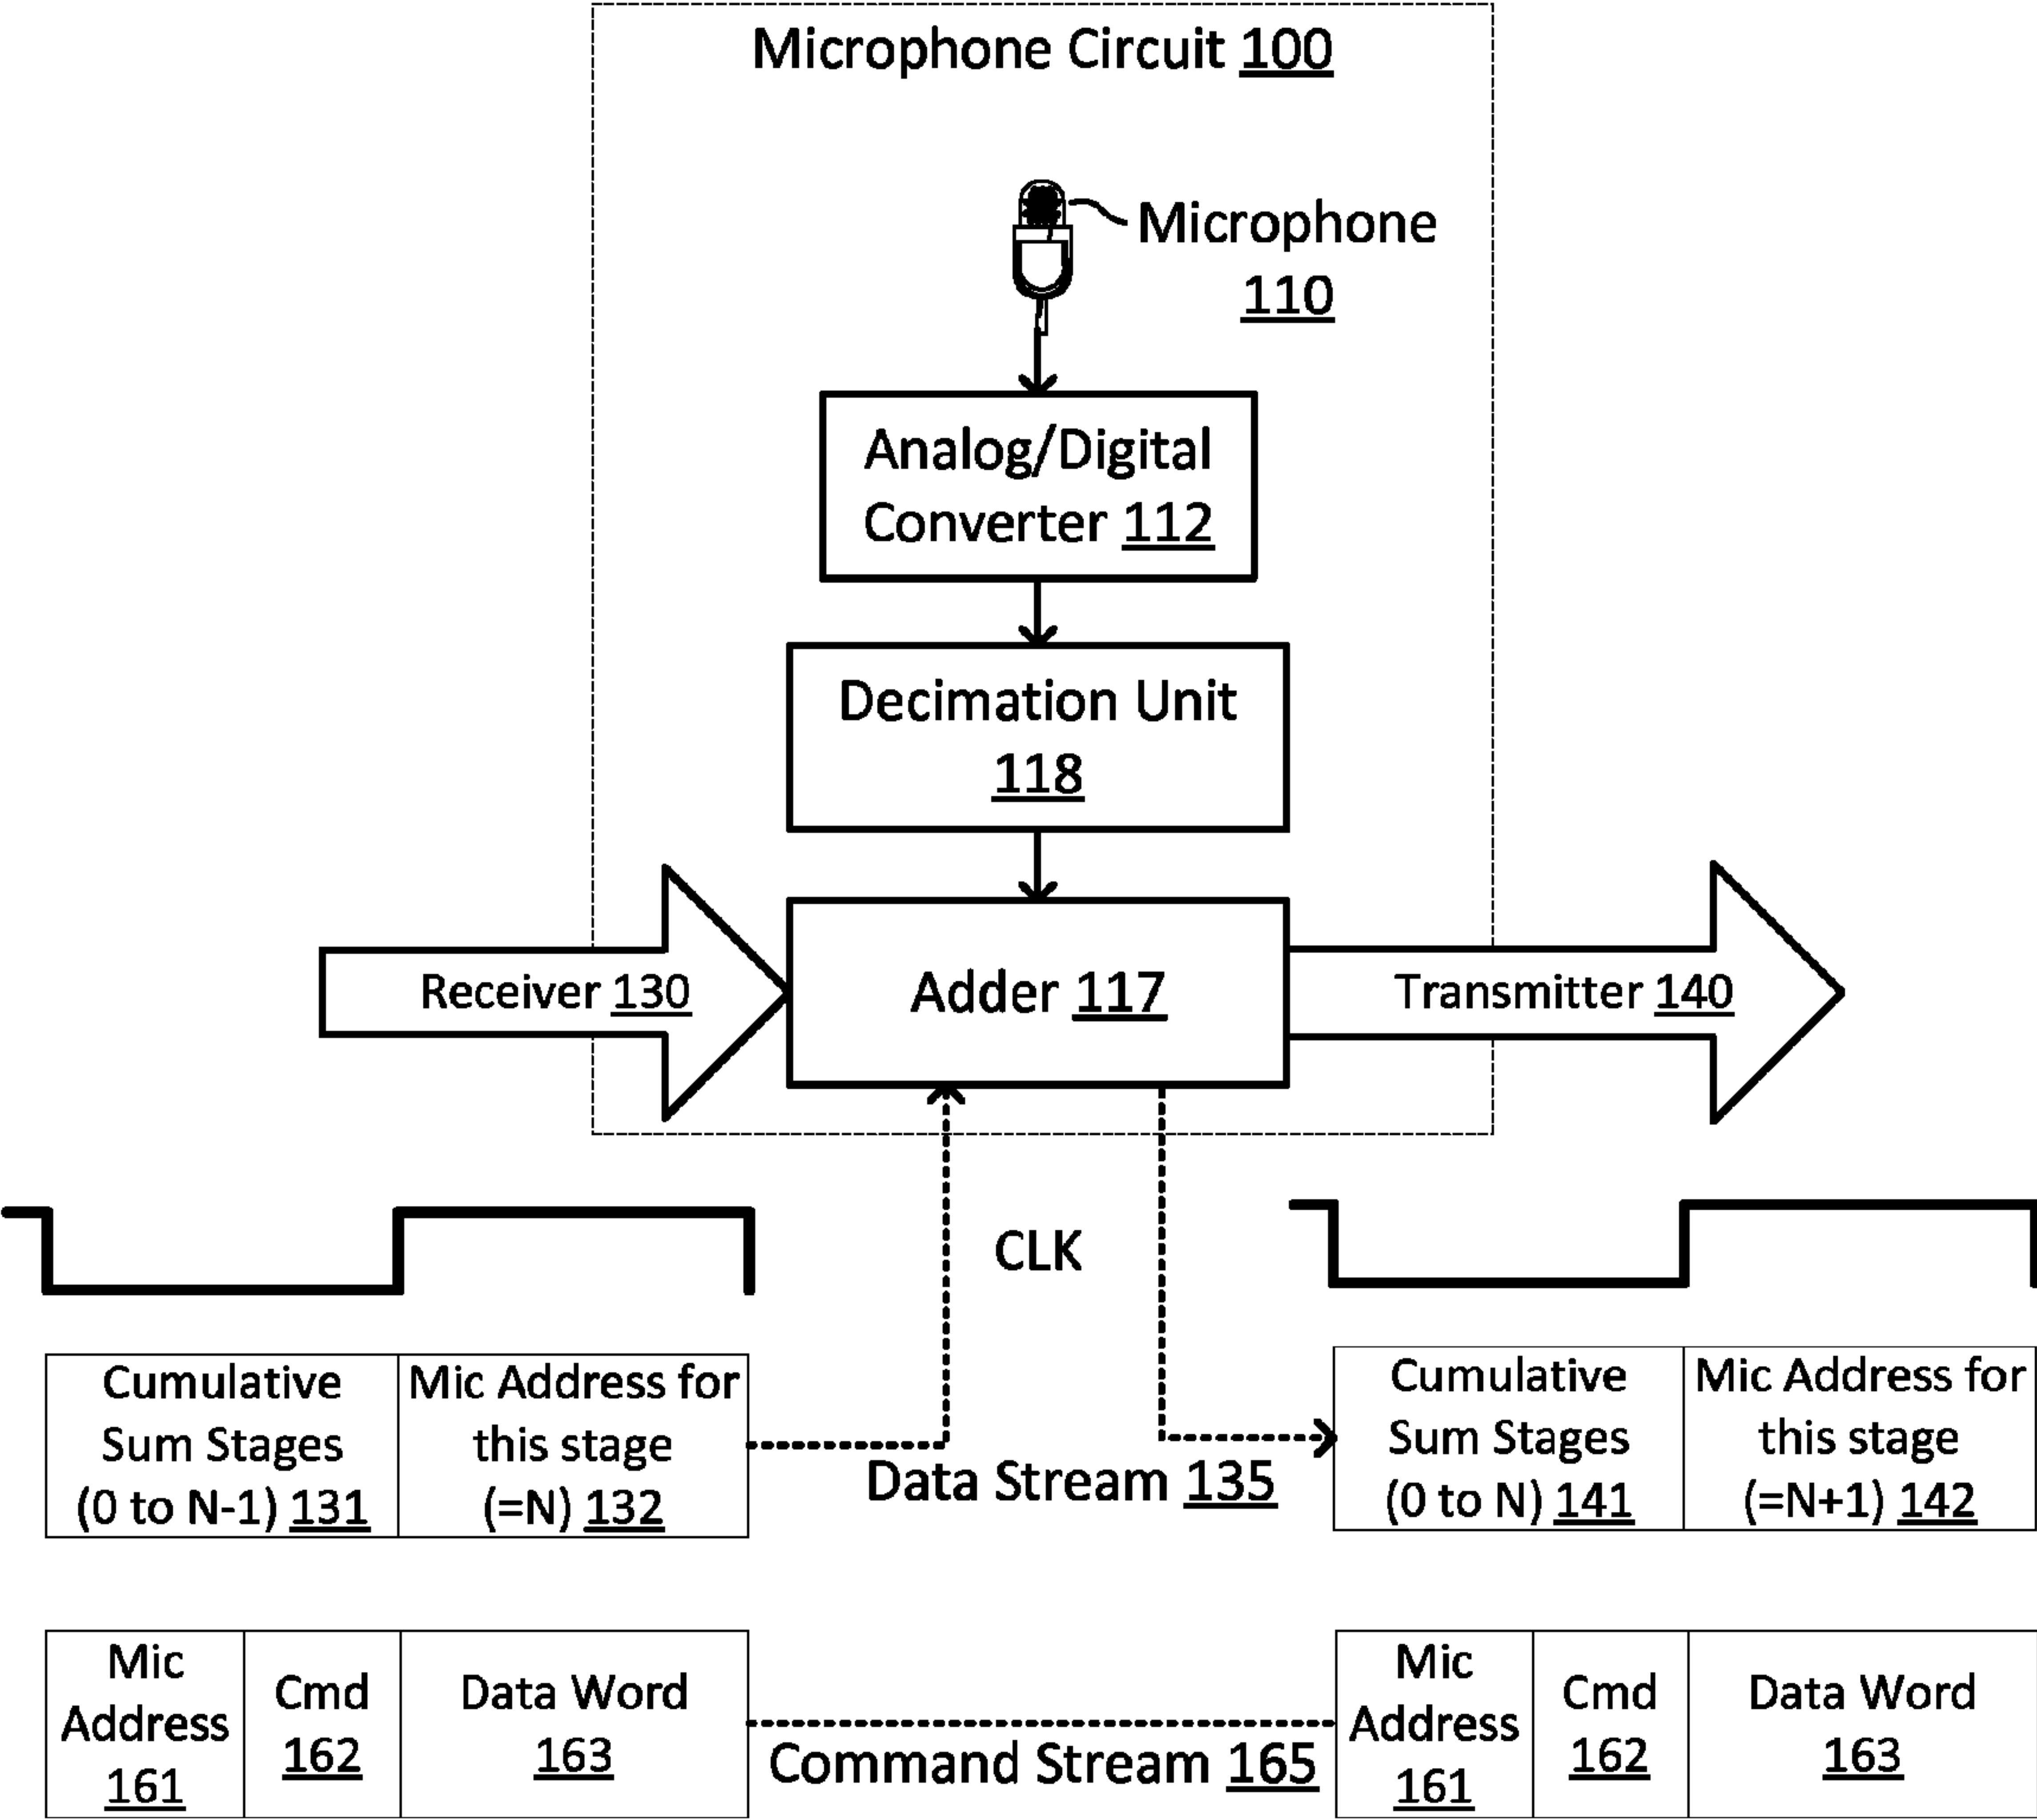 Microphone Circuit 100
Microphone
110
Analog/Digital
Converter 112
Decimation Unit
118
Receiver 130
Adder 117
Transmitter 140
CLK
Cumulative
Sum Stages
(0 to N-1) 131
Mic Address for
this stage
(=N) 132
Data Stream 135
Cumulative
Sum Stages
(0 to N) 141
Mic Address for
this stage
(=N+1) 142
Mic
Address
161
Cmd
162
Data Word
163
Command Stream 165
Mic
Address
161
Cmd
162
Data Word
163